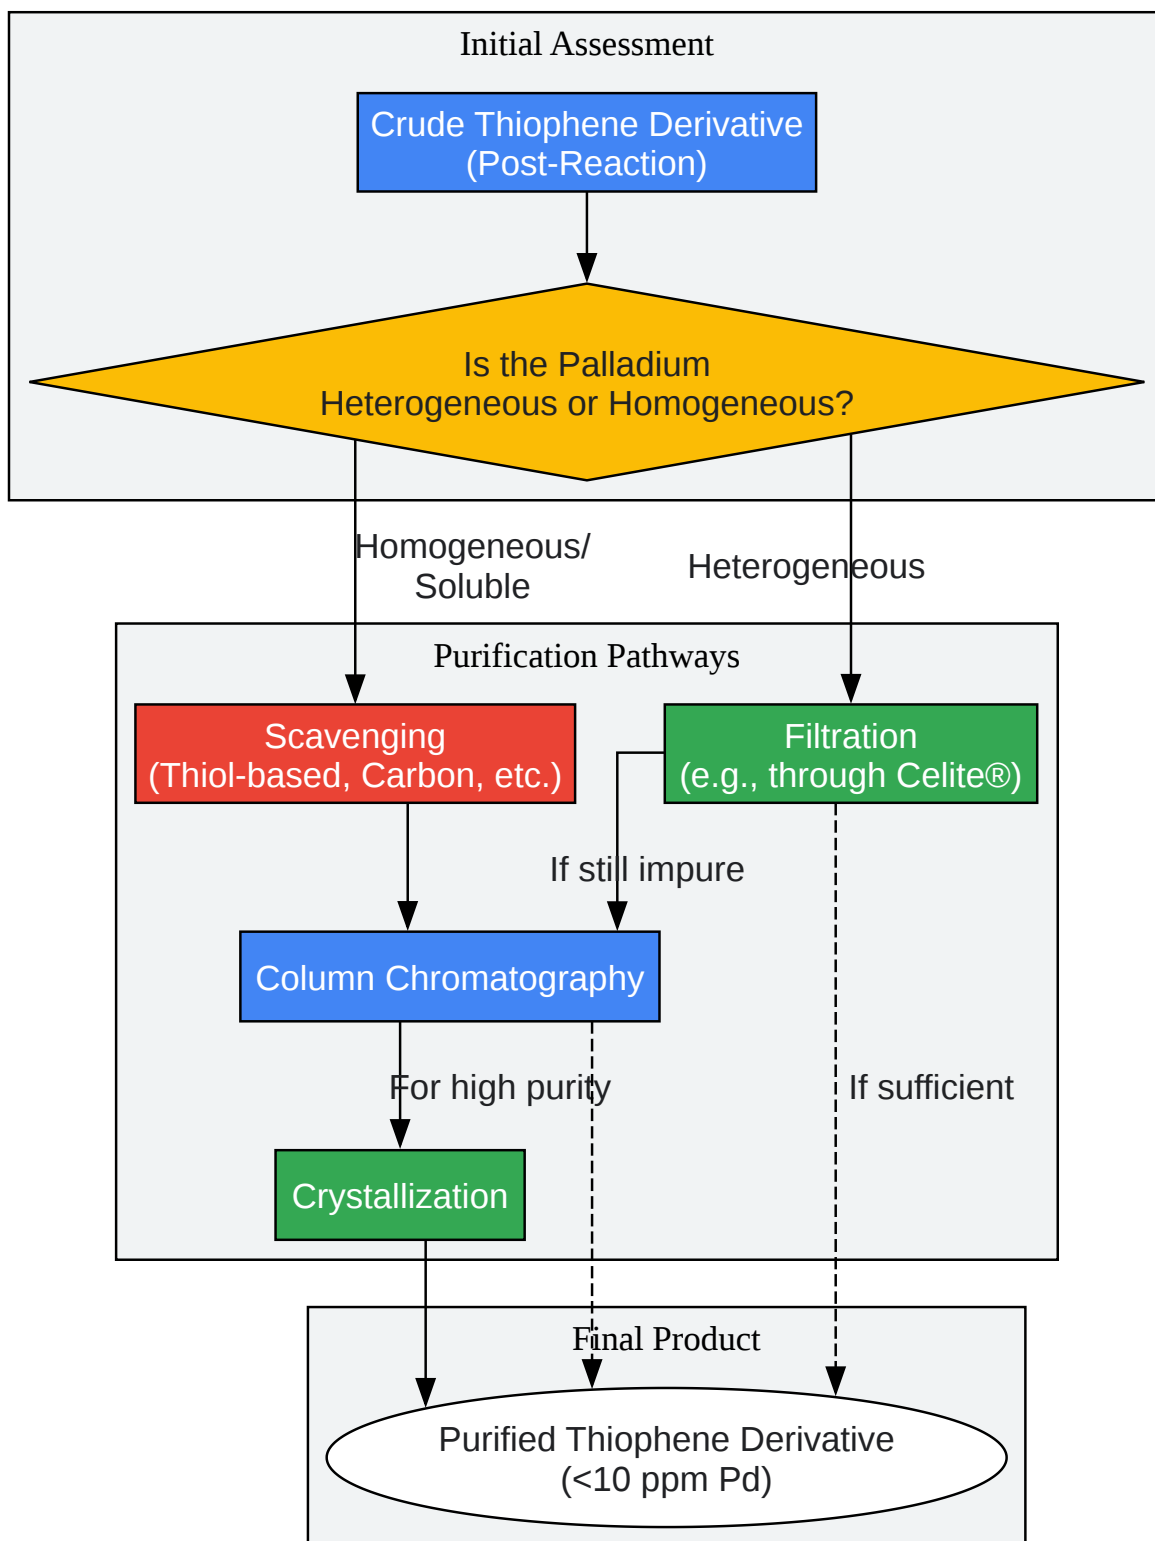 Initial Assessment
Crude Thiophene Derivative
(Post-Reaction)
Is the Palladium
Heterogeneous or Homogeneous?
Homogeneous/
Soluble
Heterogeneous
Purification Pathways
Scavenging
(Thiol-based, Carbon, etc.)
Filtration
(e.g., through Celite®)
If still impure
Column Chromatography
For high purity
If sufficient
Crystallization
Final Product
Purified Thiophene Derivative
(<10 ppm Pd)